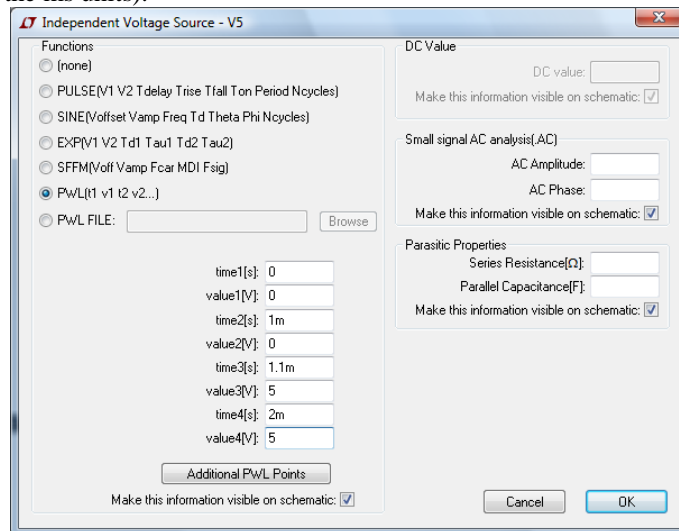 the ms units).
Independent Voltage Source - V5
Functions
(none)
PULSE(V1 V2 Tdelay Trise Tfall Ton Period Ncycles)
SINE(Voffset Vamp Freq Td Theta Phi Ncycles)
EXP(V1 V2 Td1 Tau1 Td2 Tau2)
SFFM(Voff Vamp Fcar MDI Fsig)
PWL(t1 v1 t2 v2...)
PWL FILE:
Browse
time1[s]: 0
value1[V]: 0
time2[s]: 1m
value2[V]: 0
time3[s]: 1.1m
value3[V]: 5
time4[s]: 2m
value4[V]: 5
Additional PWL Points
Make this information visible on schematic:
DC Value
DC value:
Make this information visible on schematic:
Small signal AC analysis(.AC)
AC Amplitude:
AC Phase:
Make this information visible on schematic:
Parasitic Properties
Series Resistance[Ω]:
Parallel Capacitance[F]:
Make this information visible on schematic:
Cancel
OK